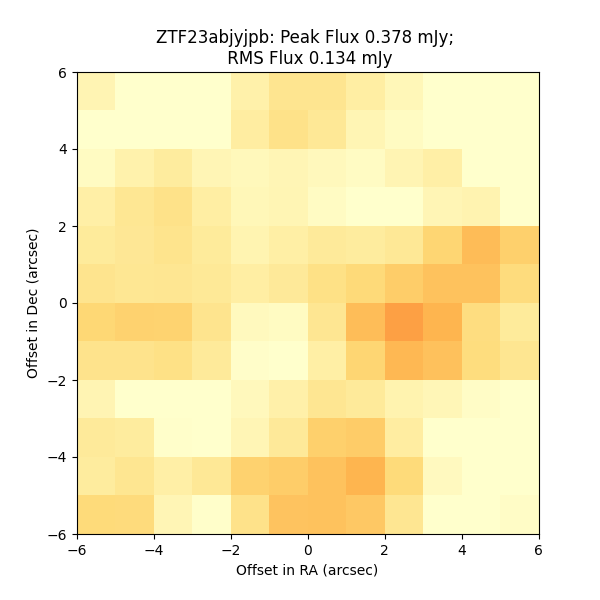 ZTF23abjyjpb: Peak Flux 0.378 mJy;
RMS Flux 0.134 mJy
6
4
2
0
−2
−4
−6
Offset in Dec (arcsec)
−6 −4 −2 0 2 4 6
Offset in RA (arcsec)